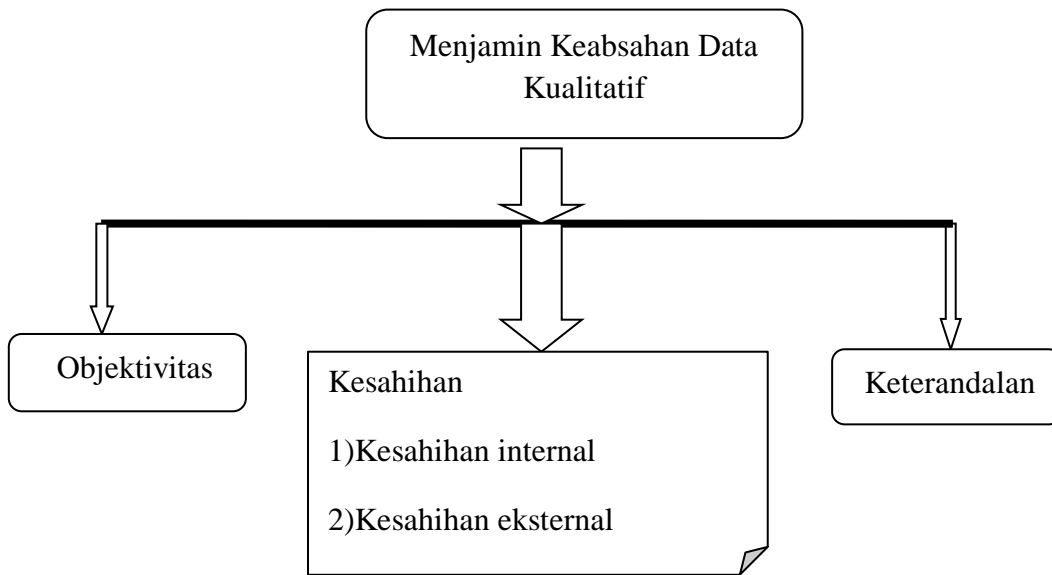 Menjamin Keabsahan Data
Kualitatif
Objektivitas
Kesahihan
1)Kesahihan internal
2)Kesahihan eksternal
Keterandalan